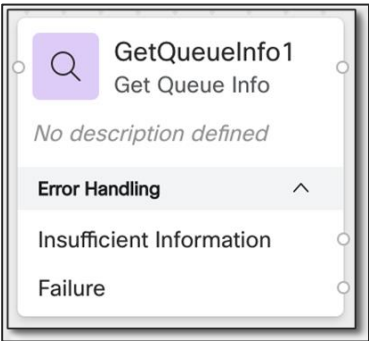 GetQueueInfo1
Get Queue Info
No description defined
Error Handling
Insufficient Information
Failure